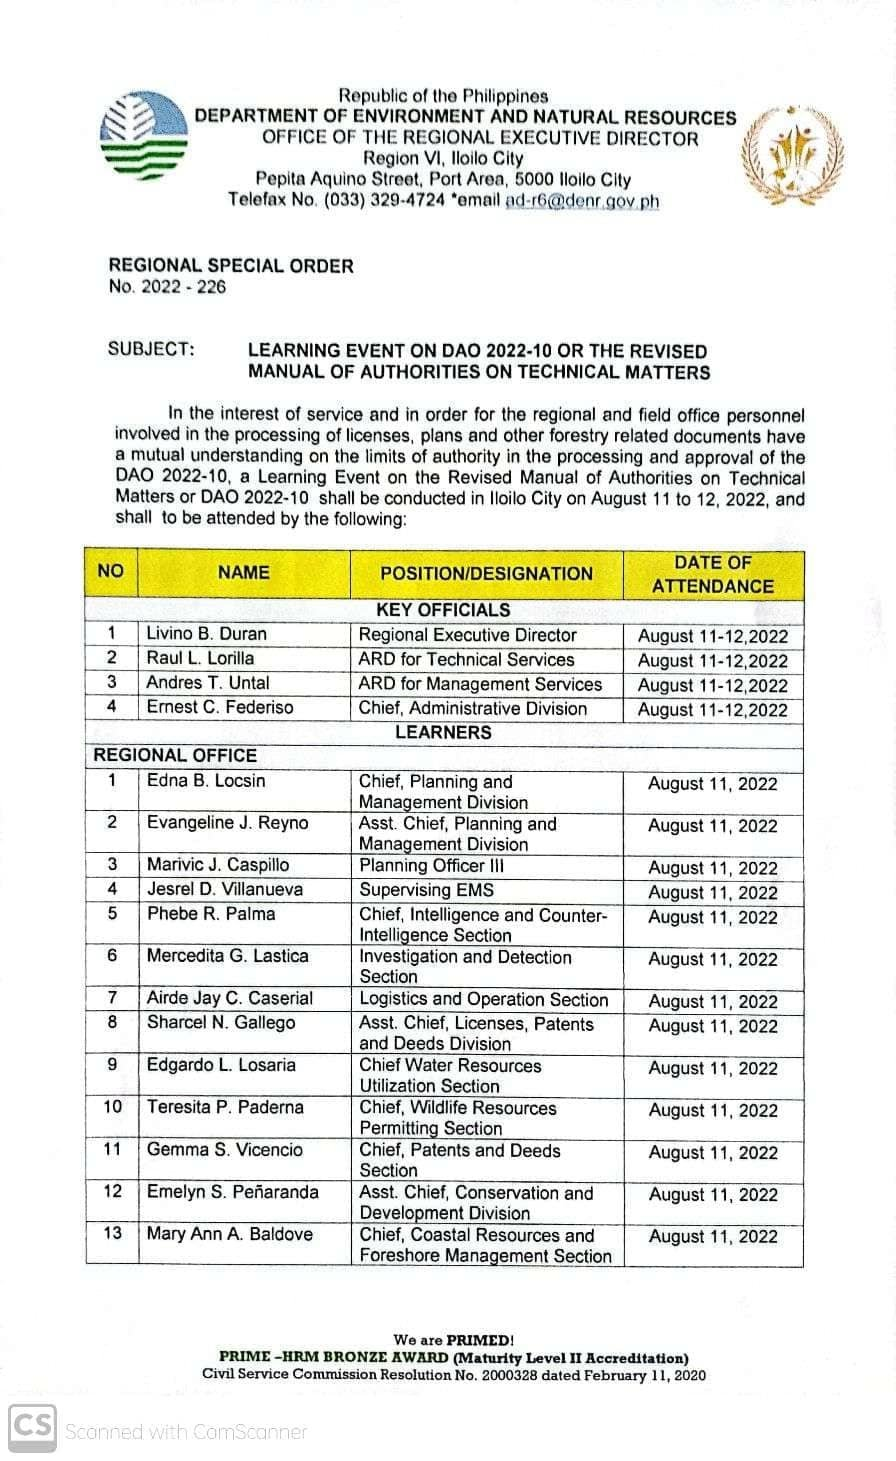 Republic of the Philippines
DEPARTMENT OF ENVIRONMENT AND NATURAL RESOURCES
OFFICE OF THE REGIONAL EXECUTIVE DIRECTOR
Region VI, Iloilo City
Pepita Aquino Street, Port Area, 5000 Iloilo City
Telefax No. (033) 329-4724 *email ad-r6@denr.gov.ph
REGIONAL SPECIAL ORDER
No. 2022 - 226
SUBJECT: LEARNING EVENT ON DAO 2022-10 OR THE REVISED
MANUAL OF AUTHORITIES ON TECHNICAL MATTERS
In the interest of service and in order for the regional and field office personnel
involved in the processing of licenses, plans and other forestry related documents have
a mutual understanding on the limits of authority in the processing and approval of the
DAO 2022-10, a Learning Event on the Revised Manual of Authorities on Technical
Matters or DAO 2022-10 shall be conducted in Iloilo City on August 11 to 12, 2022, and
shall to be attended by the following:
NO NAME POSITION/DESIGNATION DATE OF
ATTENDANCE
KEY OFFICIALS
1 Livino B. Duran Regional Executive Director August 11-12,2022
2 Raul L. Lorilla ARD for Technical Services August 11-12,2022
3 Andres T. Untal ARD for Management Services August 11-12,2022
4 Ernest C. Federiso Chief, Administrative Division August 11-12,2022
LEARNERS
REGIONAL OFFICE
1 Edna B. Locsin Chief, Planning and August 11, 2022
Management Division
2 Evangeline J. Reyno Asst. Chief, Planning and August 11, 2022
Management Division
3 Marivic J. Caspillo Planning Officer III August 11, 2022
4 Jesrel D. Villanueva Supervising EMS August 11, 2022
5 Phebe R. Palma Chief, Intelligence and Counter- August 11, 2022
Intelligence Section
6 Mercedita G. Lastica Investigation and Detection August 11, 2022
Section
7 Airde Jay C. Caserial Logistics and Operation Section August 11, 2022
8 Sharcel N. Gallego Asst. Chief, Licenses, Patents August 11, 2022
and Deeds Division
9 Edgardo L. Losaria Chief Water Resources August 11, 2022
Utilization Section
10 Teresita P. Paderna Chief, Wildlife Resources August 11, 2022
Permitting Section
11 Gemma S. Vicencio Chief, Patents and Deeds August 11, 2022
Section
12 Emelyn S. Peñaranda Asst. Chief, Conservation and August 11, 2022
Development Division
13 Mary Ann A. Baldove Chief, Coastal Resources and August 11, 2022
Foreshore Management Section
We are PRIMED!
PRIME –HRM BRONZE AWARD (Maturity Level II Accreditation)
Civil Service Commission Resolution No. 2000328 dated February 11, 2020
CS Scanned with ComScanner